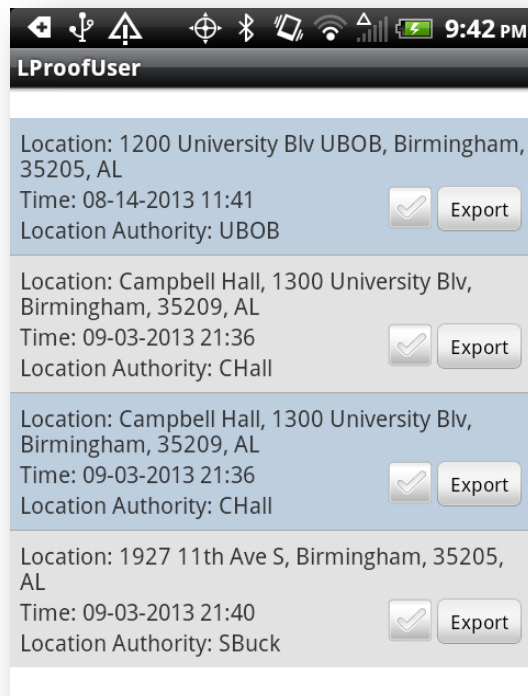 9:42 PM
LProofUser
Location: 1200 University Blv UBOB, Birmingham,
35205, AL
Time: 08-14-2013 11:41
Location Authority: UBOB
Export
Location: Campbell Hall, 1300 University Blv,
Birmingham, 35209, AL
Time: 09-03-2013 21:36
Location Authority: CHall
Export
Location: Campbell Hall, 1300 University Blv,
Birmingham, 35209, AL
Time: 09-03-2013 21:36
Location Authority: CHall
Export
Location: 1927 11th Ave S, Birmingham, 35205,
AL
Time: 09-03-2013 21:40
Location Authority: SBuck
Export